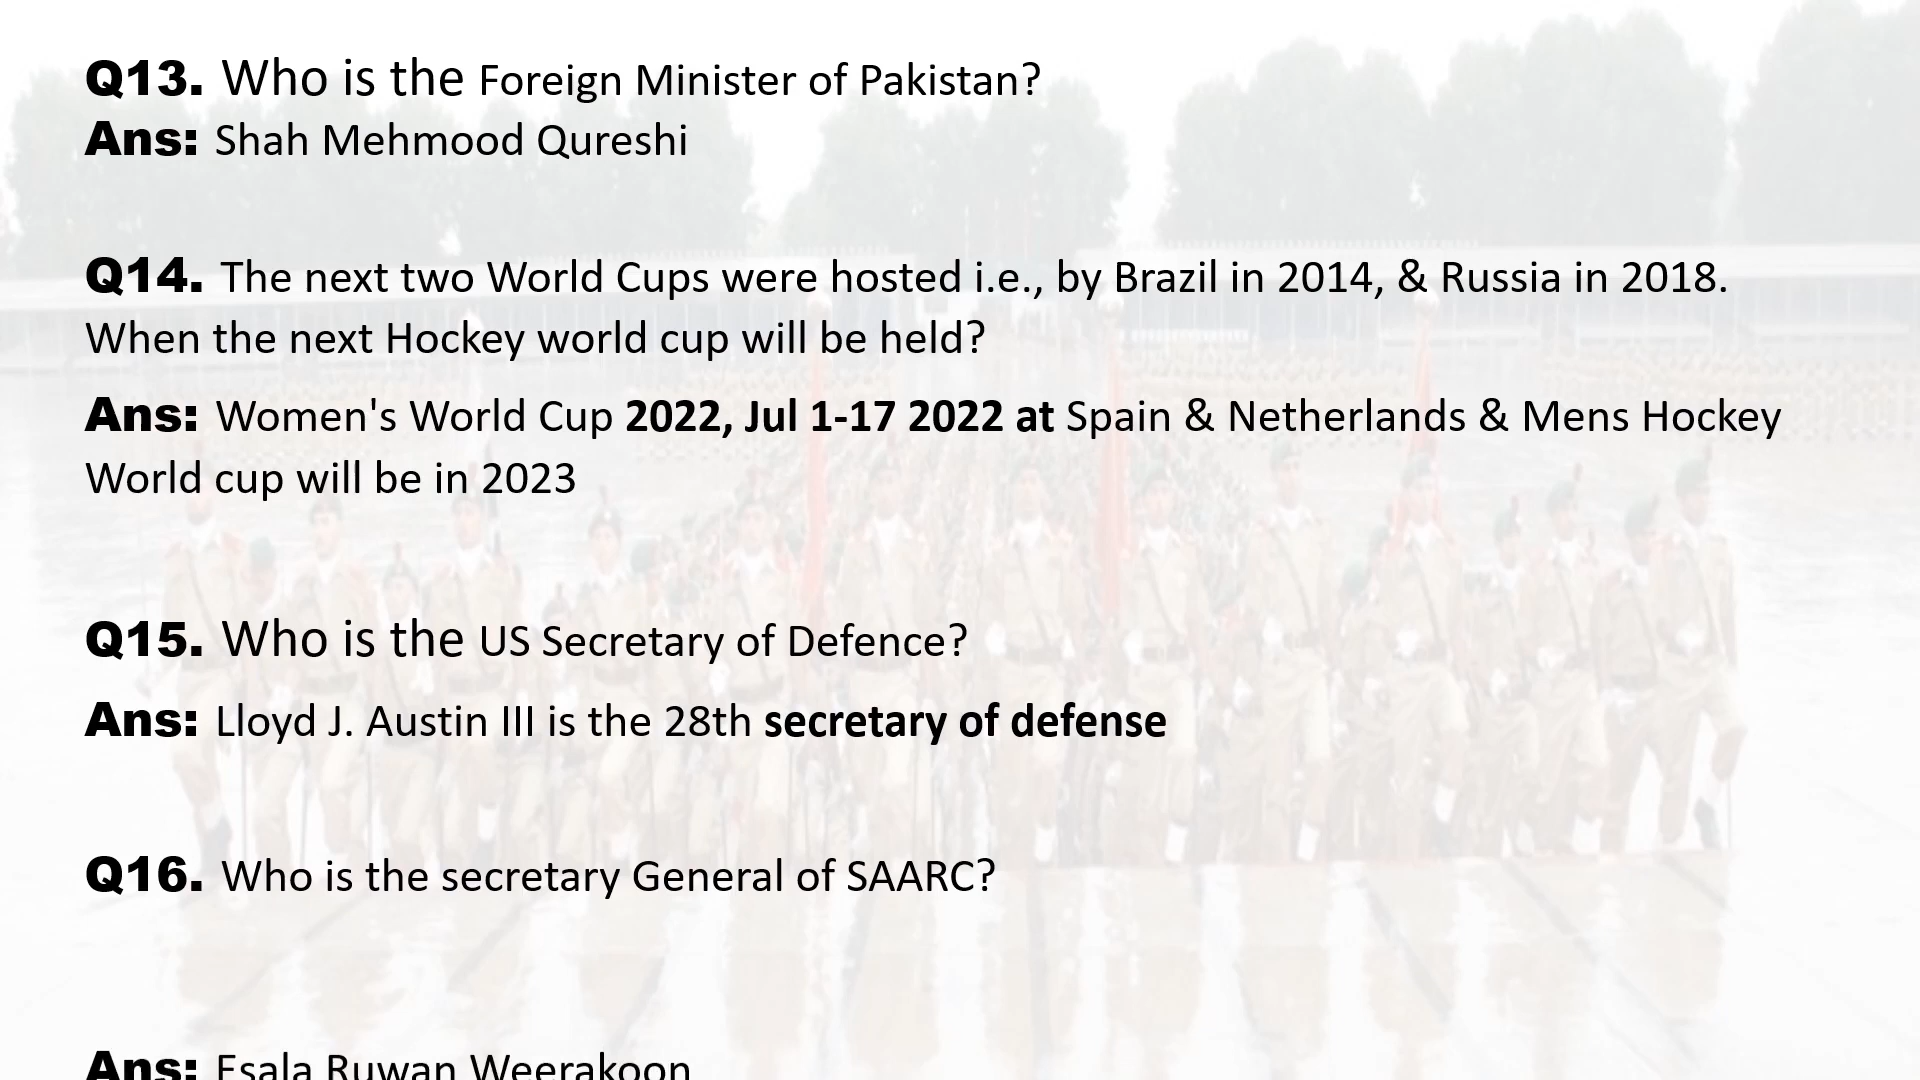 Q13. Who is the Foreign Minister of Pakistan?
Ans: Shah Mehmood Qureshi
Q14. The next two World Cups were hosted i.e., by Brazil in 2014, & Russia in 2018.
When the next Hockey world cup will be held?
Ans: Women's World Cup 2022, Jul 1-17 2022 at Spain & Netherlands & Mens Hockey
World cup will be in 2023
Q15. Who is the US Secretary of Defence?
Ans: Lloyd J. Austin III is the 28th secretary of defense
Q16. Who is the secretary General of SAARC?
Ans: Esala Ruwan Weerakoon